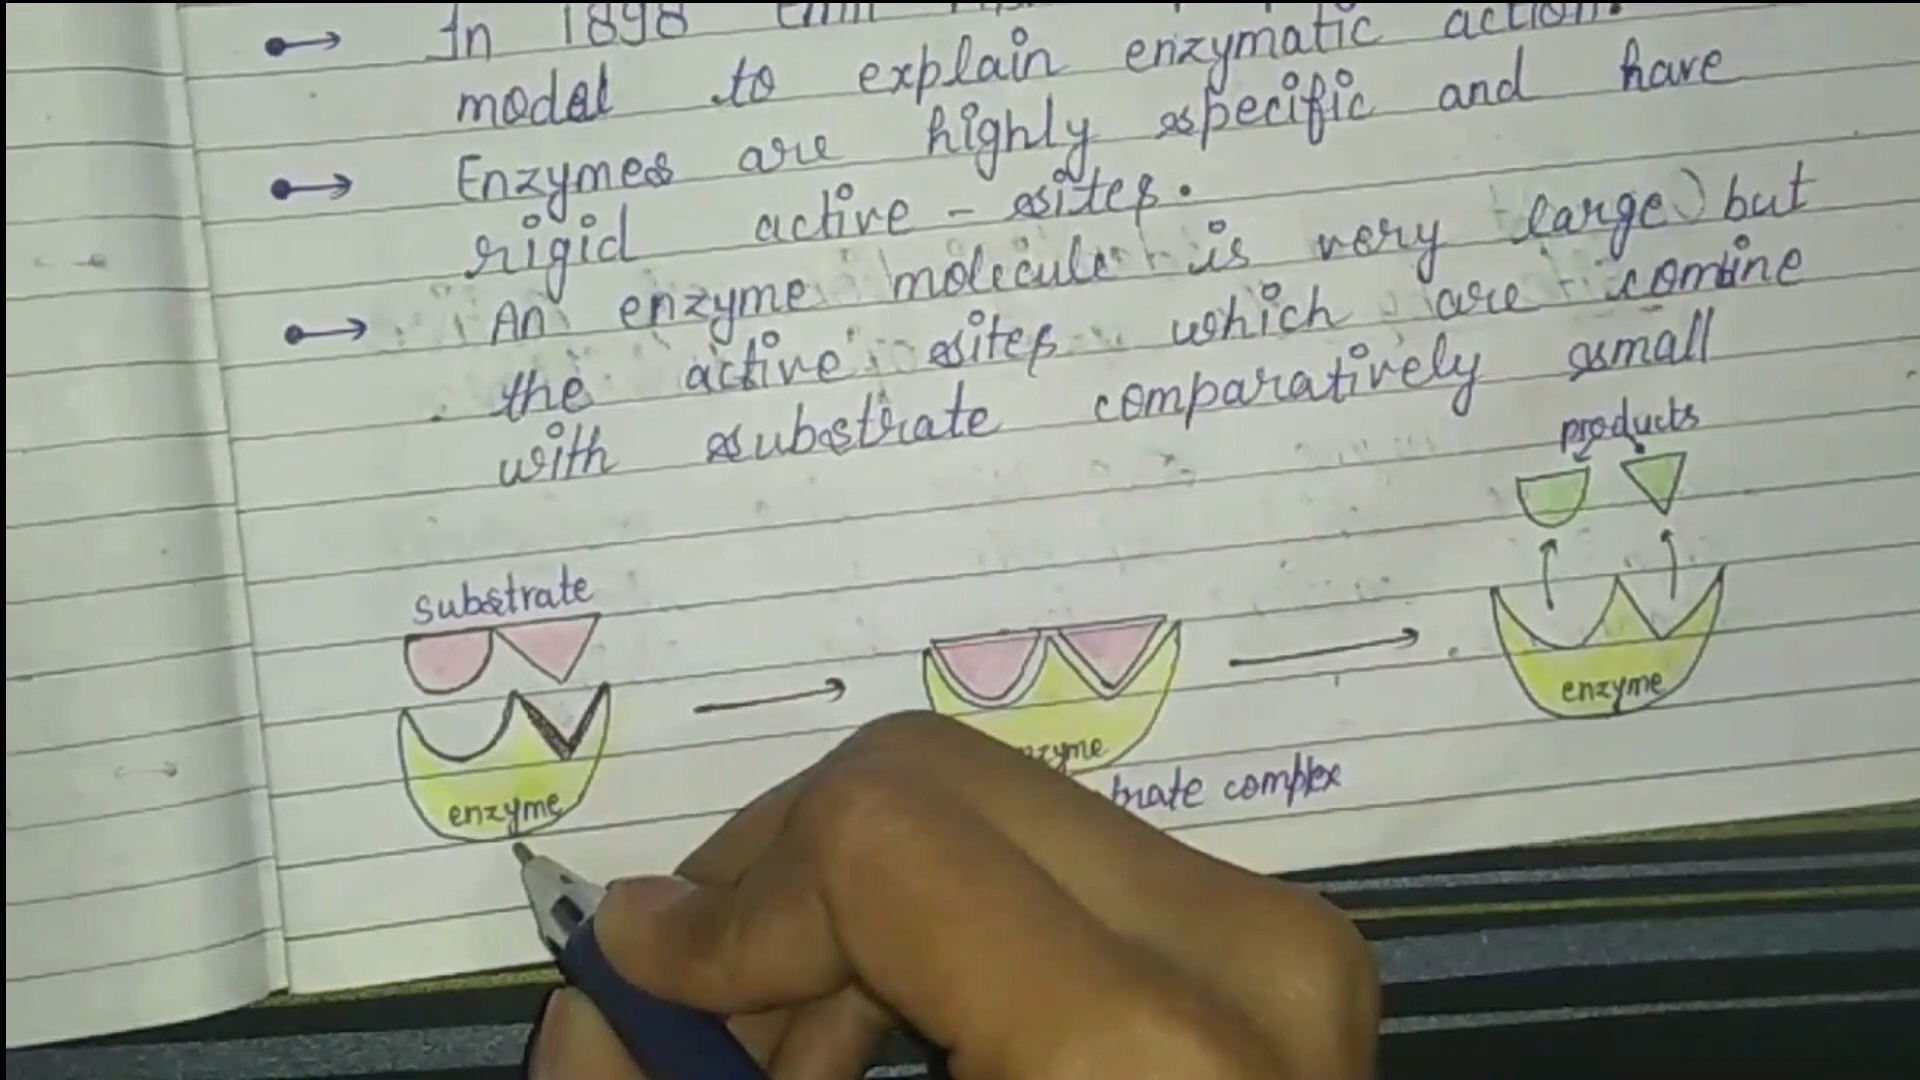 In 1898
model to explain enzymatic action.
Enzymes are highly specific and have
rigid active - sites.
An enzyme molecule is very large but
the active sites which are combine
with substrate comparatively small
products
substrate
enzyme
enzyme
trate complex
enzyme